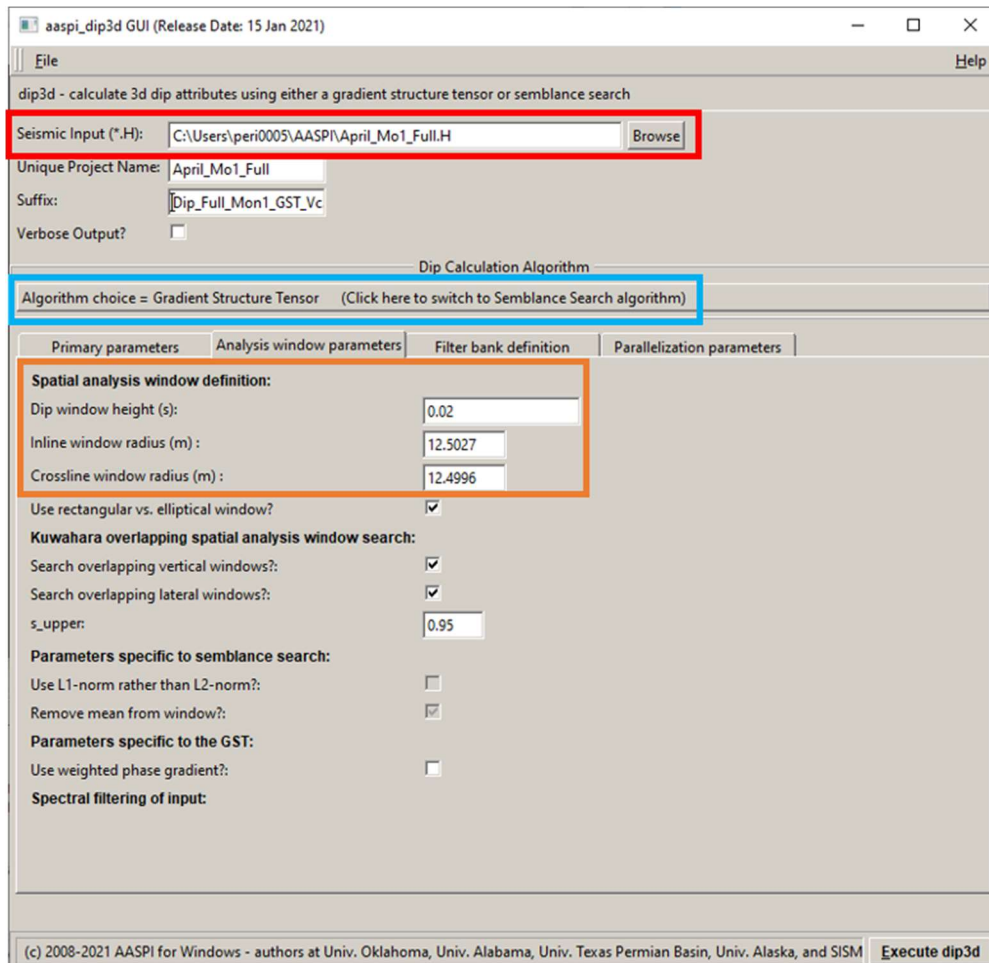 aaspi_dip3d GUI (Release Date: 15 Jan 2021)
File Help
dip3d - calculate 3d dip attributes using either a gradient structure tensor or semblance search
Seismic Input (*.H): C:\Users\peri0005\AASPI\April_Mo1_Full.H Browse
Unique Project Name: April_Mo1_Full
Suffix: Dip_Full_Mon1_GST_Vc
Verbose Output?
Dip Calculation Algorithm
Algorithm choice = Gradient Structure Tensor (Click here to switch to Semblance Search algorithm)
Primary parameters Analysis window parameters Filter bank definition Parallelization parameters
Spatial analysis window definition:
Dip window height (s): 0.02
Inline window radius (m) : 12.5027
Crossline window radius (m) : 12.4996
Use rectangular vs. elliptical window?
Kuwahara overlapping spatial analysis window search:
Search overlapping vertical windows?:
Search overlapping lateral windows?:
s_upper: 0.95
Parameters specific to semblance search:
Use L1-norm rather than L2-norm?:
Remove mean from window?:
Parameters specific to the GST:
Use weighted phase gradient?:
Spectral filtering of input:
(c) 2008-2021 AASPI for Windows - authors at Univ. Oklahoma, Univ. Alabama, Univ. Texas Permian Basin, Univ. Alaska, and SISM Execute dip3d